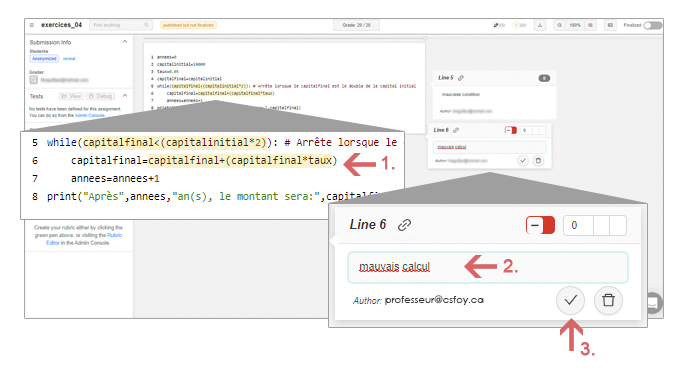 exercices_04
Find anything
published but not finalized
Grade: 20 / 20
100%
Finalized
Submission Info
Students
Anonymized reveal
Grader:
Tests View Debug
No tests have been defined for this assignment.
You can do so from the Admin Console.
1 annees=0
2 capitalinitial=10000
3 taux=0.05
4 capitalfinal=capitalinitial
5 while(capitalfinal<(capitalinitial*2)): # Arrête lorsque le capitalfinal est le double de la capital initial
6 capitalfinal=capitalfinal+(capitalfinal*taux)
7 annees=annees+1
Line 5
mauvaise condition
Author:
Line 6
0
mauvais calcul
Author:
5 while(capitalfinal<(capitalinitial*2)): # Arrête lorsque le
6 capitalfinal=capitalfinal+(capitalfinal*taux)
1.
7 annees=annees+1
8 print("Après",annees,"an(s), le montant sera:",capitalf
Create your rubric either by clicking the
green pen above, or visiting the Rubric
Editor in the Admin Console.
Line 6
0
mauvais calcul
2.
Author: professeur@csfoy.ca
3.